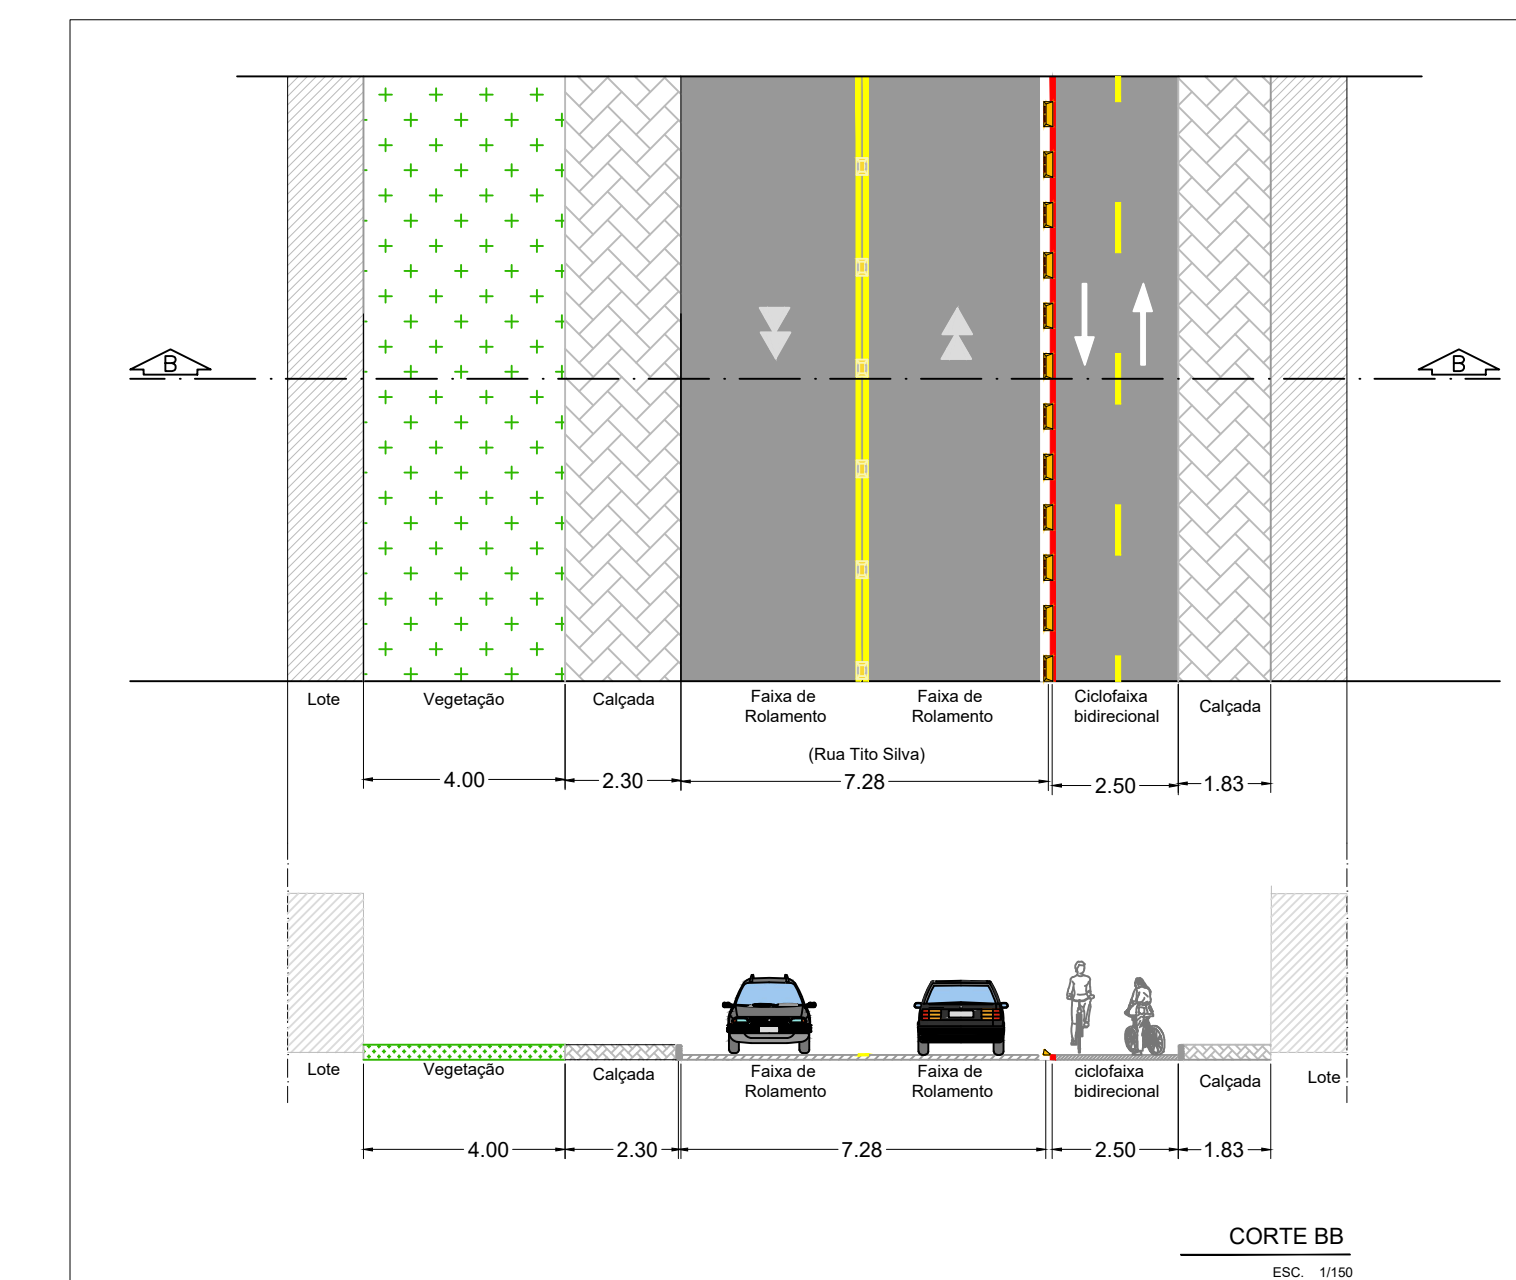 B
B
Lote
Vegetação
Calçada
Faixa de
Rolamento
Faixa de
Rolamento
Ciclofaixa
bidirecional
Calçada
(Rua Tito Silva)
4.00
2.30
7.28
2.50
1.83
Lote
Vegetação
Calçada
Faixa de
Rolamento
Faixa de
Rolamento
ciclofaixa
bidirecional
Calçada
Lote
4.00
2.30
7.28
2.50
1.83
CORTE BB
ESC. 1/150